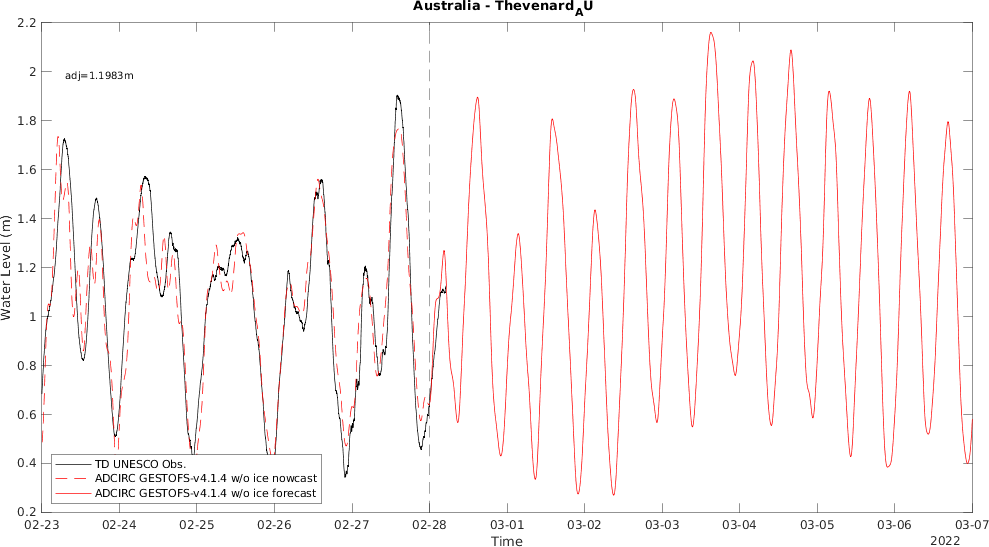 Australia - ThevenardAU
adj=1.1983m
Water Level (m)
2.2
2
1.8
1.6
1.4
1.2
1
0.8
0.6
0.4
0.2
TD UNESCO Obs.
ADCIRC GESTOFS-v4.1.4 w/o ice nowcast
ADCIRC GESTOFS-v4.1.4 w/o ice forecast
02-23 02-24 02-25 02-26 02-27 02-28 03-01 03-02 03-03 03-04 03-05 03-06 03-07
Time
2022